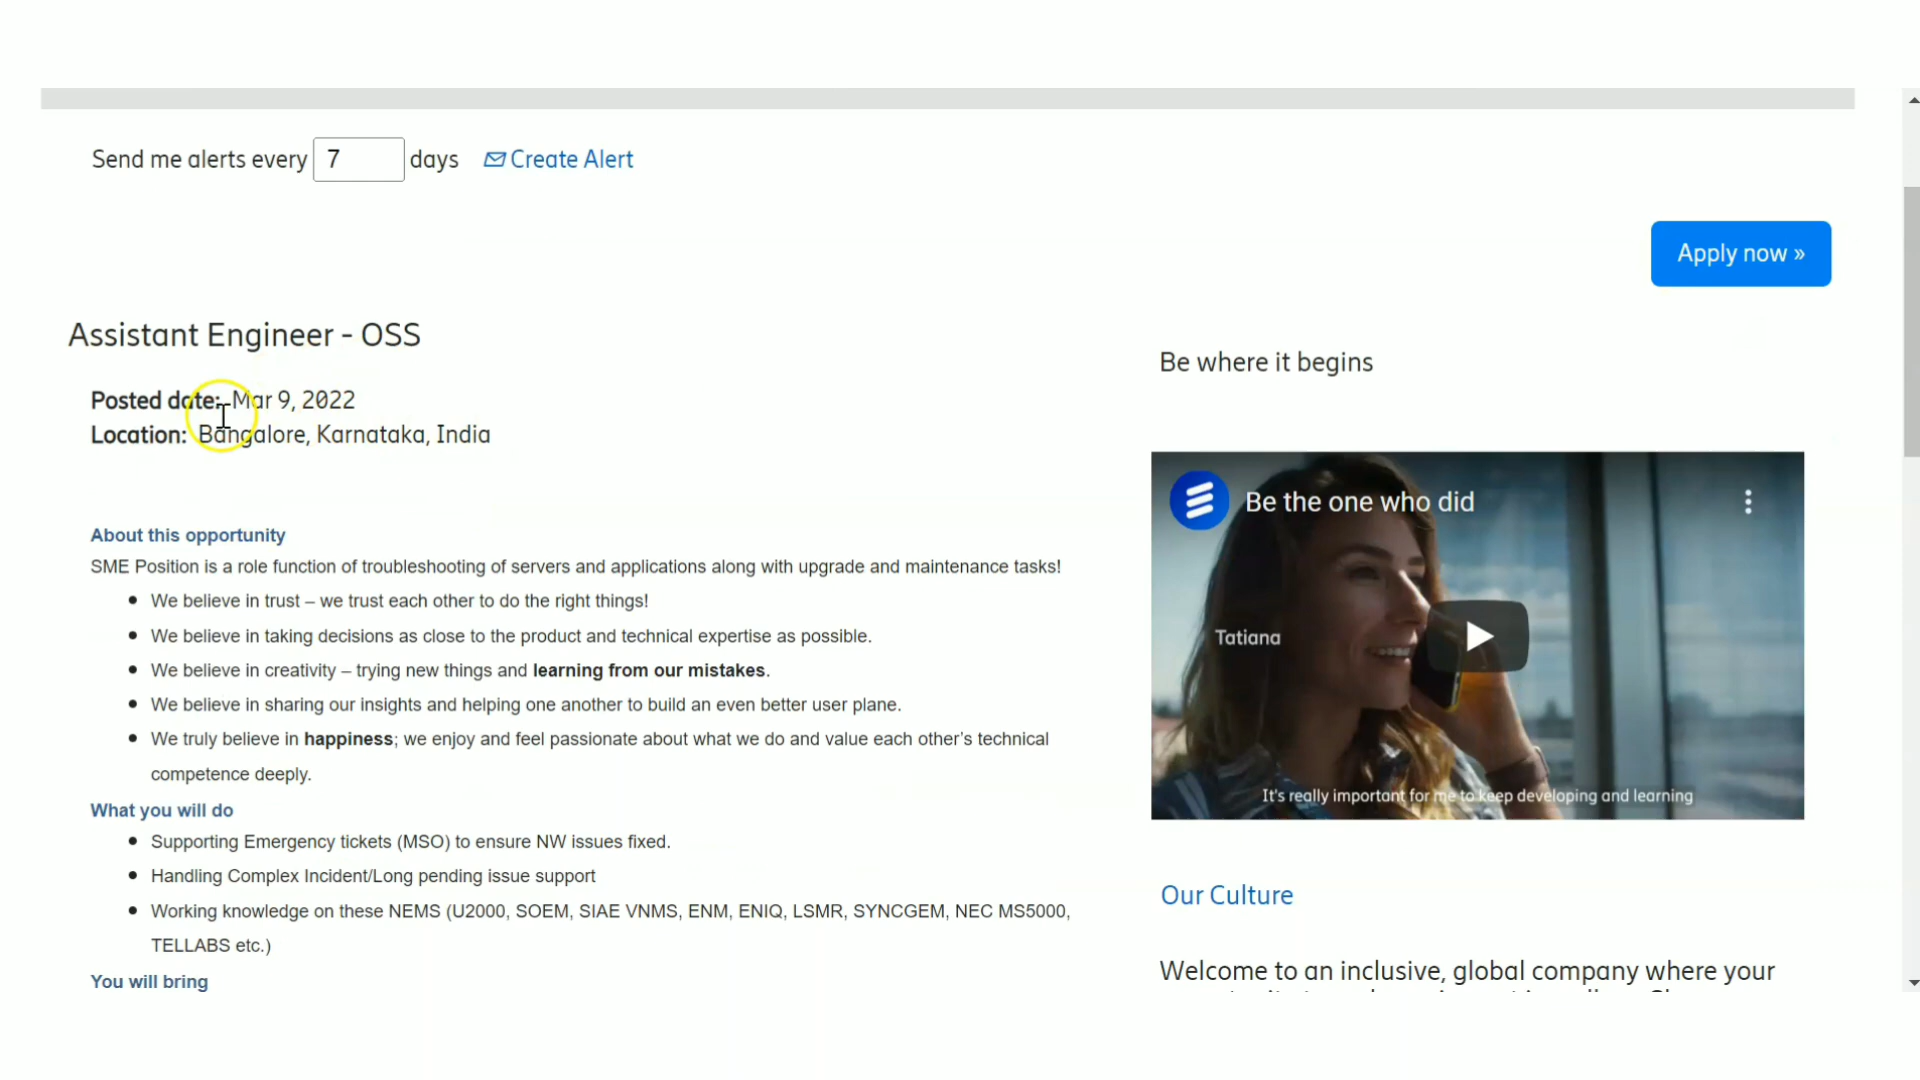 Send me alerts every 7 days Create Alert
Apply now »
Assistant Engineer - OSS
Posted date: Mar 9, 2022
Location: Bangalore, Karnataka, India
About this opportunity
SME Position is a role function of troubleshooting of servers and applications along with upgrade and maintenance tasks!
• We believe in trust – we trust each other to do the right things!
• We believe in taking decisions as close to the product and technical expertise as possible.
• We believe in creativity – trying new things and learning from our mistakes.
• We believe in sharing our insights and helping one another to build an even better user plane.
• We truly believe in happiness; we enjoy and feel passionate about what we do and value each other's technical
competence deeply.
What you will do
• Supporting Emergency tickets (MSO) to ensure NW issues fixed.
• Handling Complex Incident/Long pending issue support
• Working knowledge on these NEMS (U2000, SOEM, SIAE VNMS, ENM, ENIQ, LSMR, SYNCGEM, NEC MS5000,
TELLABS etc.)
You will bring
Be where it begins
Be the one who did
Tatiana
It's really important for me to keep developing and learning
Our Culture
Welcome to an inclusive, global company where your